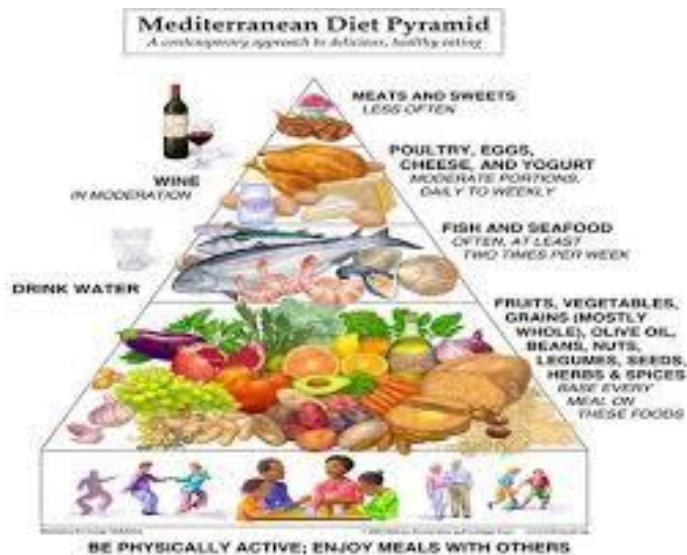 Mediterranean Diet Pyramid
A contemporary approach to delicious, healthy eating
MEATS AND SWEETS
LESS OFTEN
POULTRY, EGGS,
CHEESE, AND YOGURT
MODERATE PORTIONS,
DAILY TO WEEKLY
WINE
IN MODERATION
FISH AND SEAFOOD
OFTEN, AT LEAST
TWO TIMES PER WEEK
DRINK WATER
FRUITS, VEGETABLES,
GRAINS (MOSTLY
WHOLE), OLIVE OIL,
BEANS, NUTS,
LEGUMES, SEEDS,
HERBS & SPICES
BASE EVERY
MEAL ON
THESE FOODS
BE PHYSICALLY ACTIVE; ENJOY MEALS WITH OTHERS